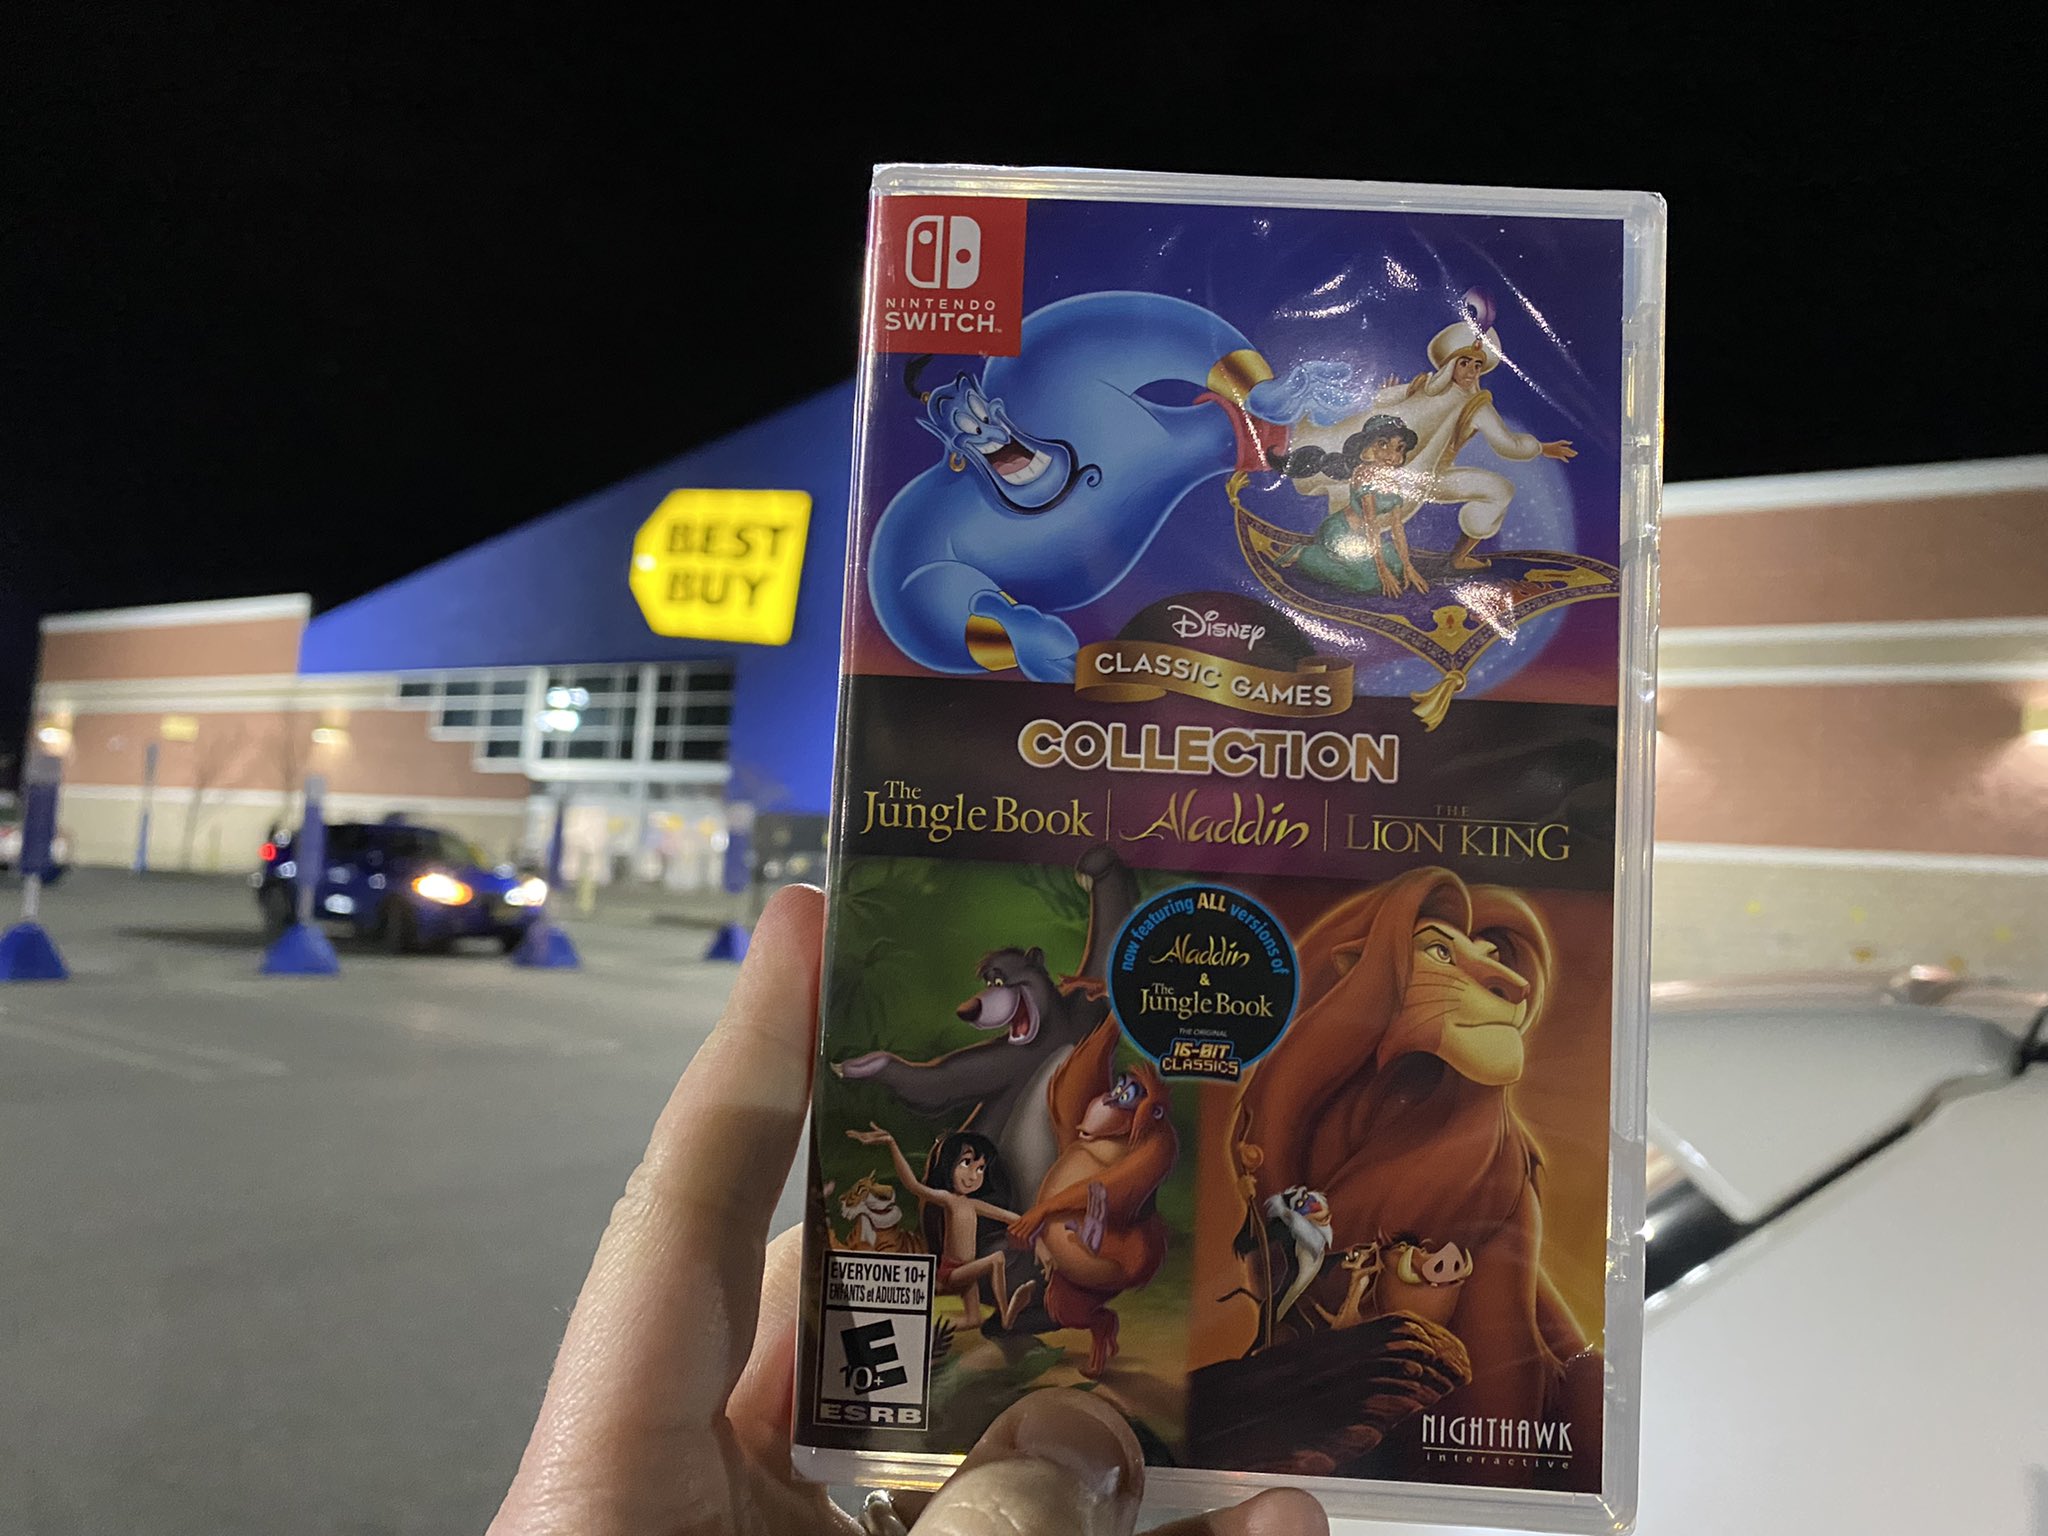 BEST
BUY
NINTENDO
SWITCH™
DISNEY
CLASSIC GAMES
COLLECTION
The
Jungle Book
Aladdin
THE
LION KING
now featuring ALL versions of
Aladdin
&
The
Jungle Book
THE ORIGINAL
16-BIT
CLASSICS
EVERYONE 10+
ENFANTS et ADULTES 10+
E
10+
ESRB
NIGHTHAWK
interactive